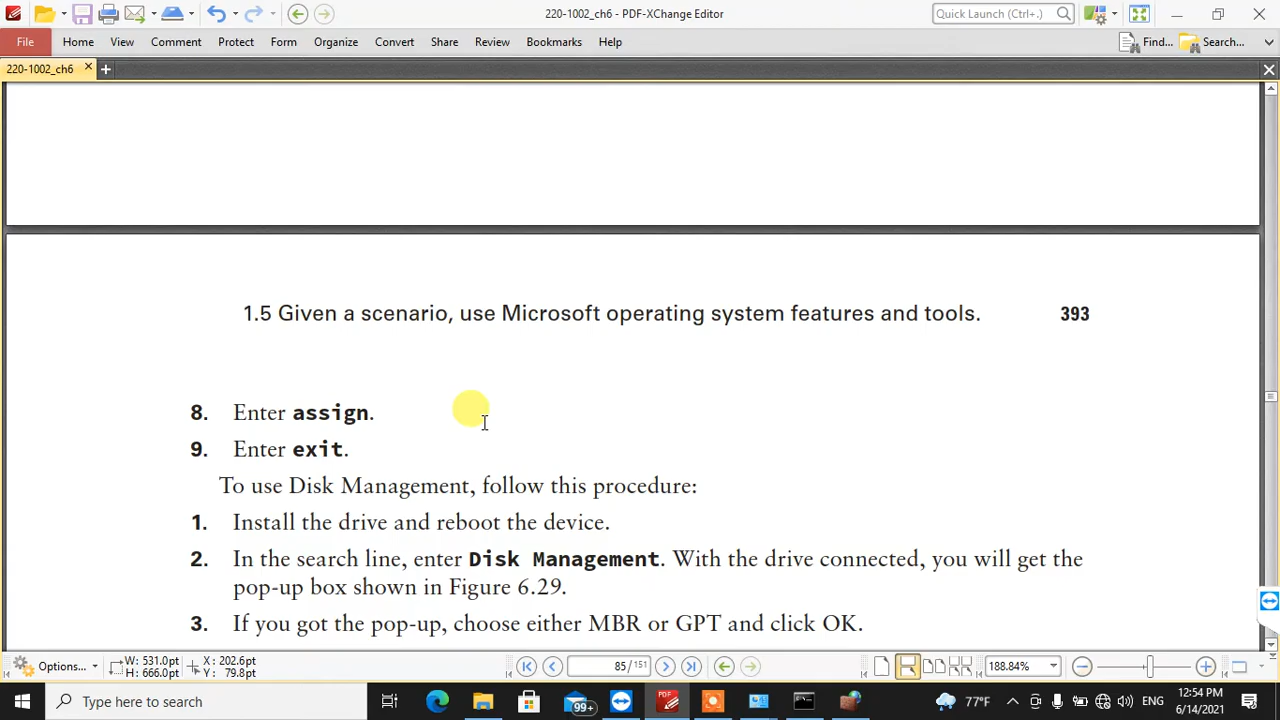 220-1002_ch6 - PDF-XChange Editor
Quick Launch (Ctrl+.)
File Home View Comment Protect Form Organize Convert Share Review Bookmarks Help
Find... Search...
220-1002_ch6
1.5 Given a scenario, use Microsoft operating system features and tools. 393
8. Enter assign.
9. Enter exit.
To use Disk Management, follow this procedure:
1. Install the drive and reboot the device.
2. In the search line, enter Disk Management. With the drive connected, you will get the
pop-up box shown in Figure 6.29.
3. If you got the pop-up, choose either MBR or GPT and click OK.
Options...
W: 531.0pt
H: 666.0pt
X: 202.6pt
Y: 79.8pt
85 / 151
188.84%
Type here to search
99+
PDF
77°F
ENG
12:54 PM
6/14/2021